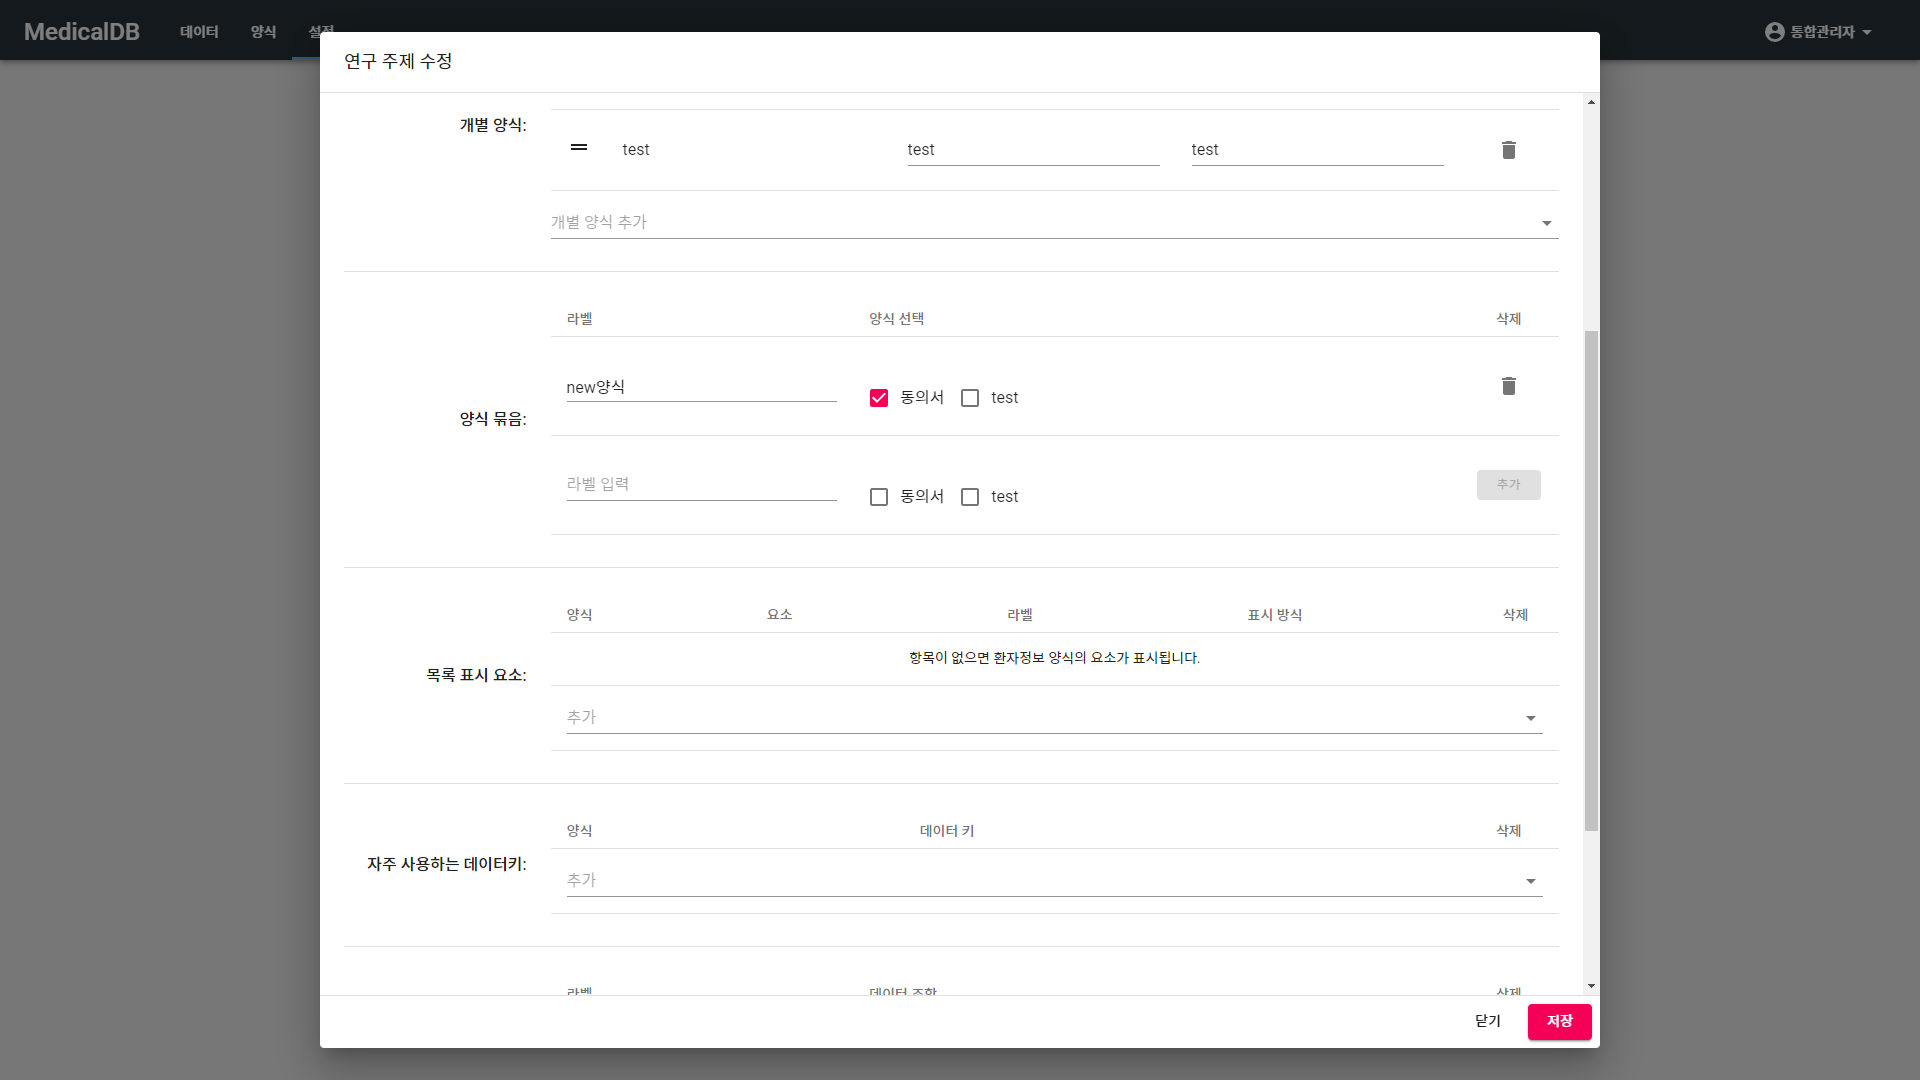 MedicalDB 데이터 양식 설정 통합관리자
연구 주제 수정
개별 양식:
test test test
개별 양식 추가
라벨 양식 선택 삭제
양식 묶음:
new양식 동의서 test
라벨 입력 동의서 test 추가
양식 요소 라벨 표시 방식 삭제
목록 표시 요소:
항목이 없으면 환자정보 양식의 요소가 표시됩니다.
추가
양식 데이터 키 삭제
자주 사용하는 데이터키:
추가
라벨 데이터 조합 삭제
닫기 저장